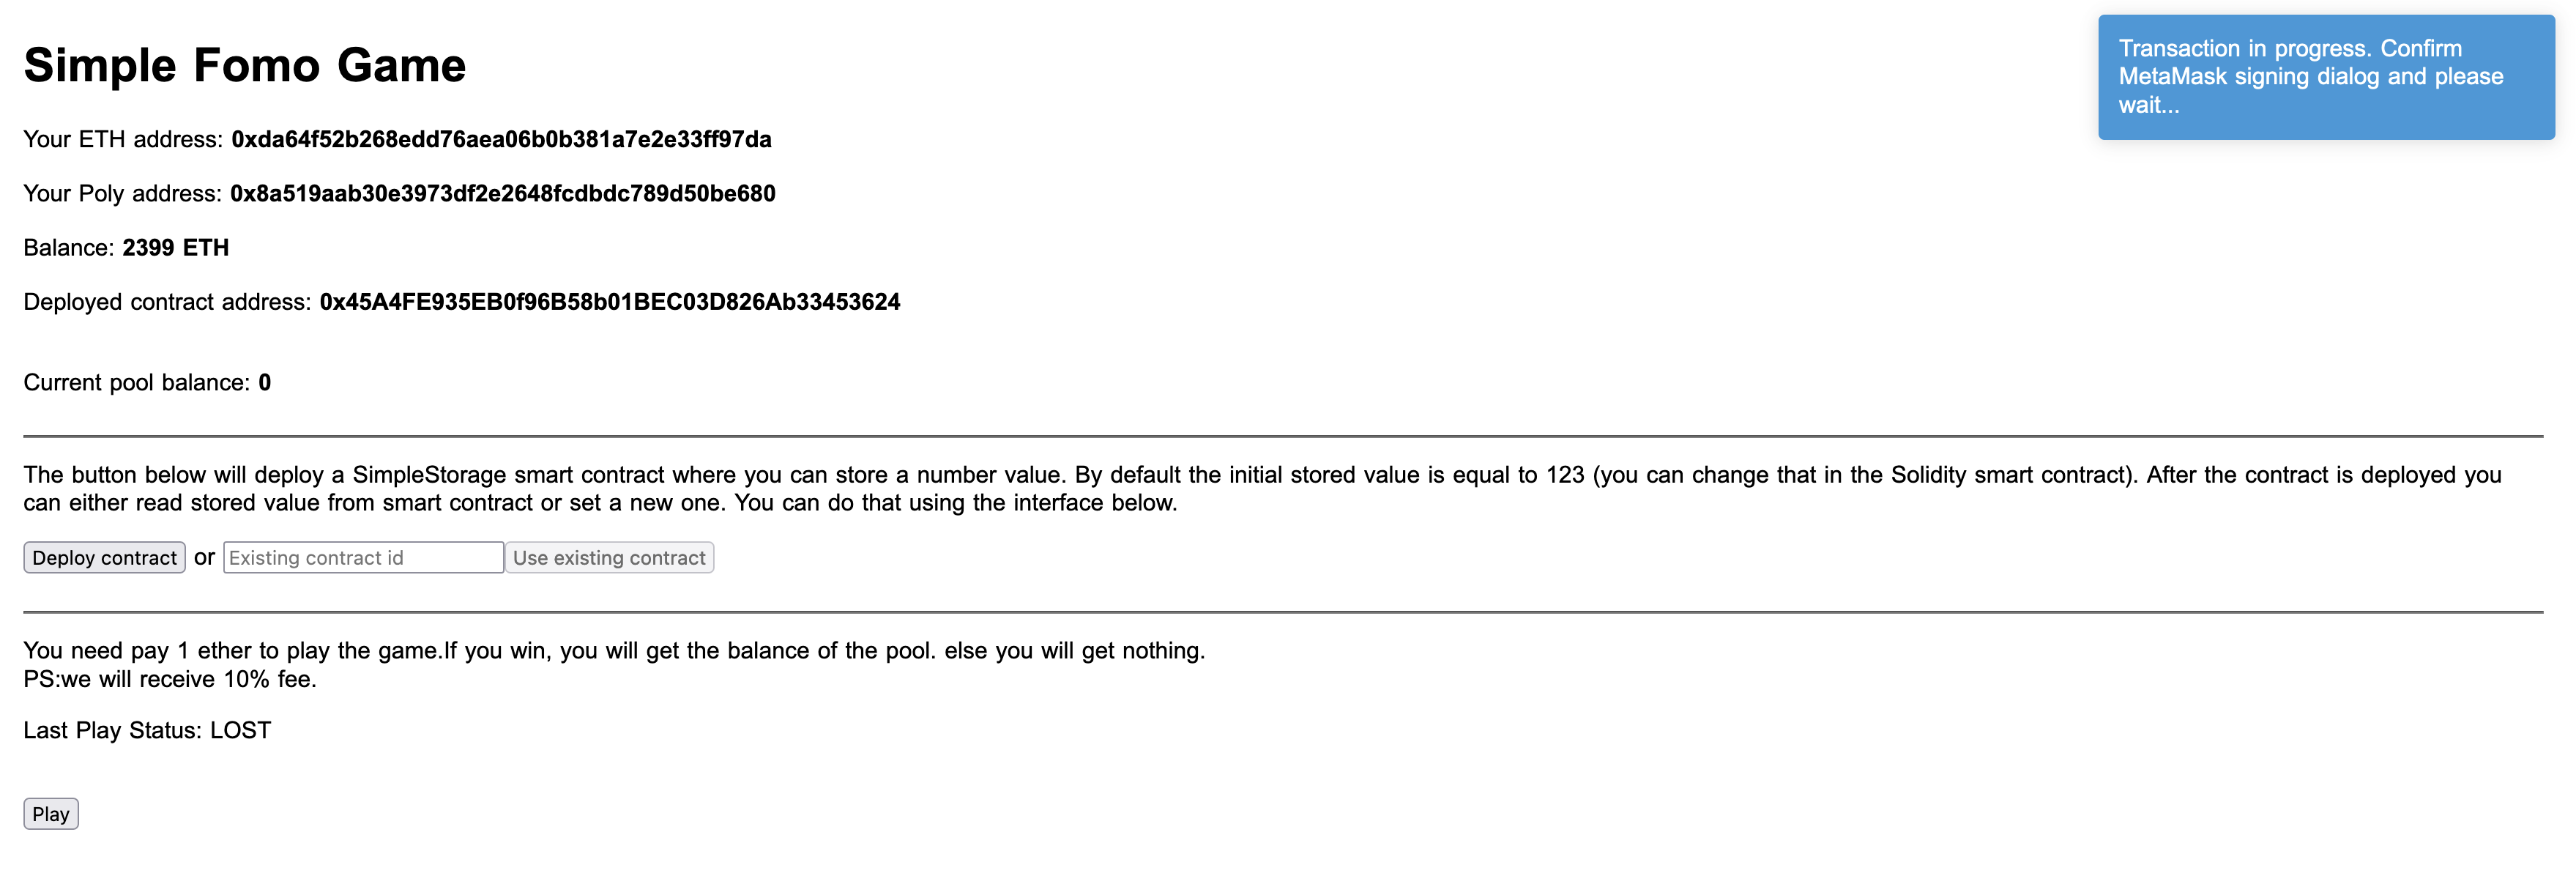 Simple Fomo Game
Transaction in progress. Confirm
MetaMask signing dialog and please
wait...
Your ETH address: 0xda64f52b268edd76aea06b0b381a7e2e33ff97da
Your Poly address: 0x8a519aab30e3973df2e2648fcdbdc789d50be680
Balance: 2399 ETH
Deployed contract address: 0x45A4FE935EB0f96B58b01BEC03D826Ab33453624
Current pool balance: 0
The button below will deploy a SimpleStorage smart contract where you can store a number value. By default the initial stored value is equal to 123 (you can change that in the Solidity smart contract). After the contract is deployed you
can either read stored value from smart contract or set a new one. You can do that using the interface below.
Deploy contract or Existing contract id Use existing contract
You need pay 1 ether to play the game.If you win, you will get the balance of the pool. else you will get nothing.
PS:we will receive 10% fee.
Last Play Status: LOST
Play